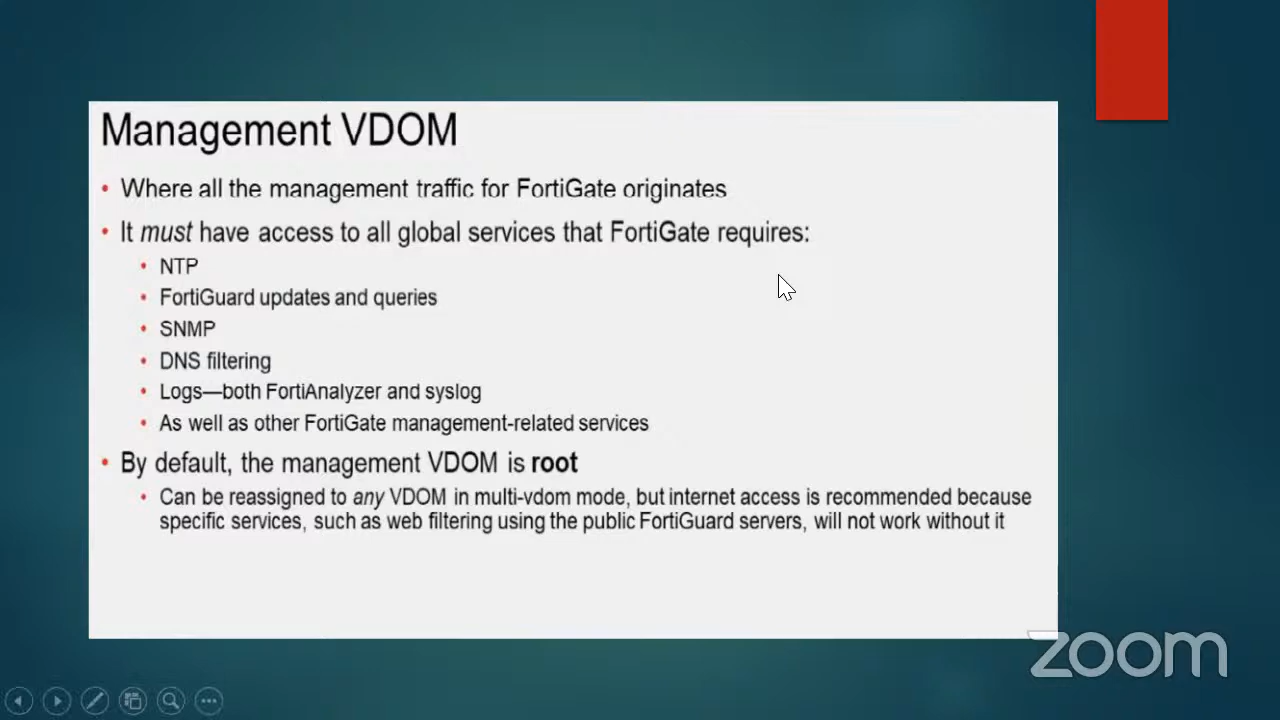 Management VDOM
• Where all the management traffic for FortiGate originates
• It must have access to all global services that FortiGate requires:
• NTP
• FortiGuard updates and queries
• SNMP
• DNS filtering
• Logs—both FortiAnalyzer and syslog
• As well as other FortiGate management-related services
• By default, the management VDOM is root
• Can be reassigned to any VDOM in multi-vdom mode, but internet access is recommended because
specific services, such as web filtering using the public FortiGuard servers, will not work without it
zoom